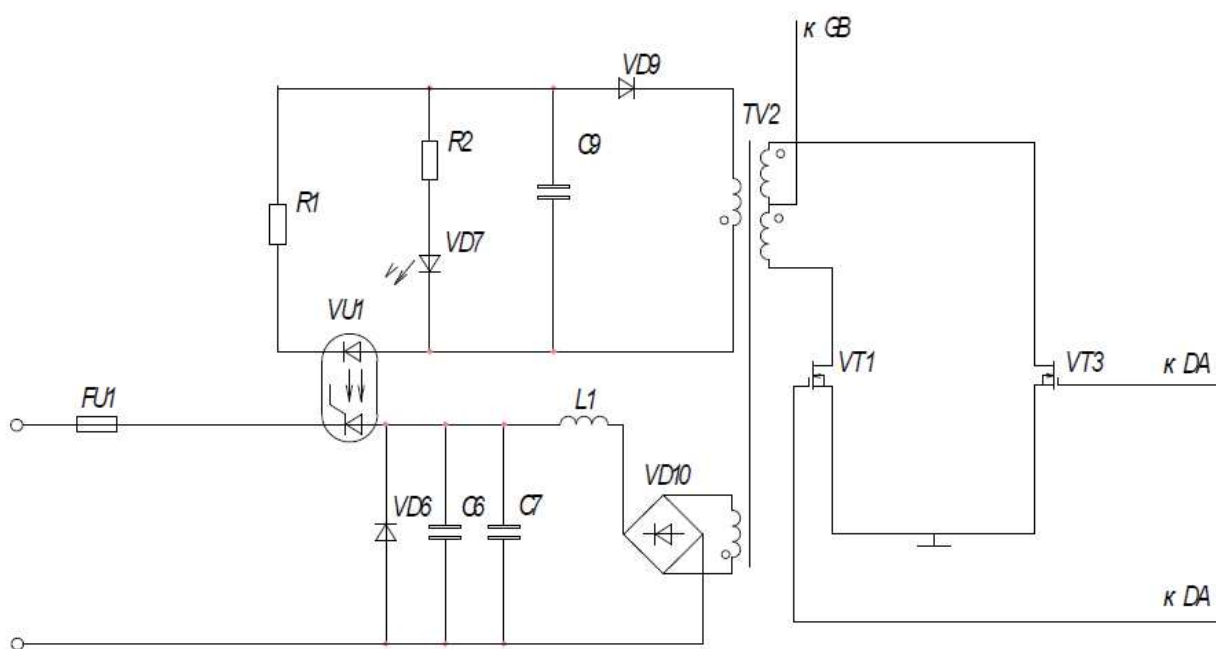 к GB
VD9
TV2
R2
C9
R1
VD7
VU1
VT1
VT3
к DA
FU1
L1
VD10
VD6
C6
C7
к DA